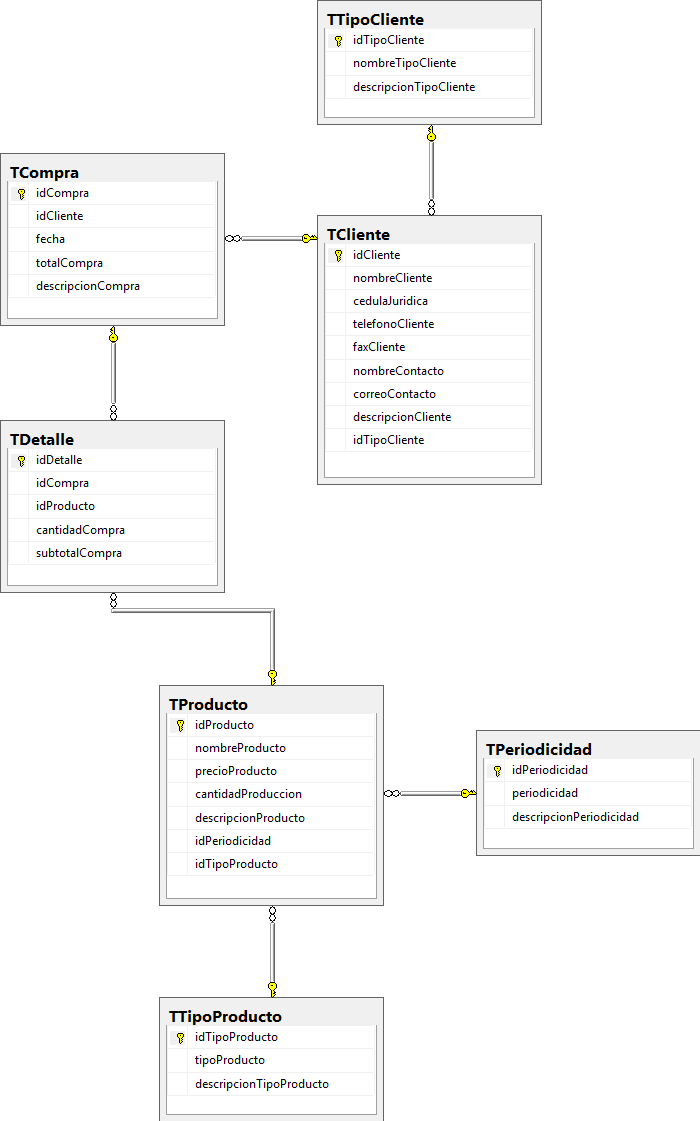 TTipoCliente
idTipoCliente
nombreTipoCliente
descripcionTipoCliente
TCompra
idCompra
idCliente
fecha
totalCompra
descripcionCompra
TCliente
idCliente
nombreCliente
cedulaJuridica
telefonoCliente
faxCliente
nombreContacto
correoContacto
descripcionCliente
idTipoCliente
TDetalle
idDetalle
idCompra
idProducto
cantidadCompra
subtotalCompra
TProducto
idProducto
nombreProducto
precioProducto
cantidadProduccion
descripcionProducto
idPeriodicidad
idTipoProducto
TPeriodicidad
idPeriodicidad
periodicidad
descripcionPeriodicidad
TTipoProducto
idTipoProducto
tipoProducto
descripcionTipoProducto